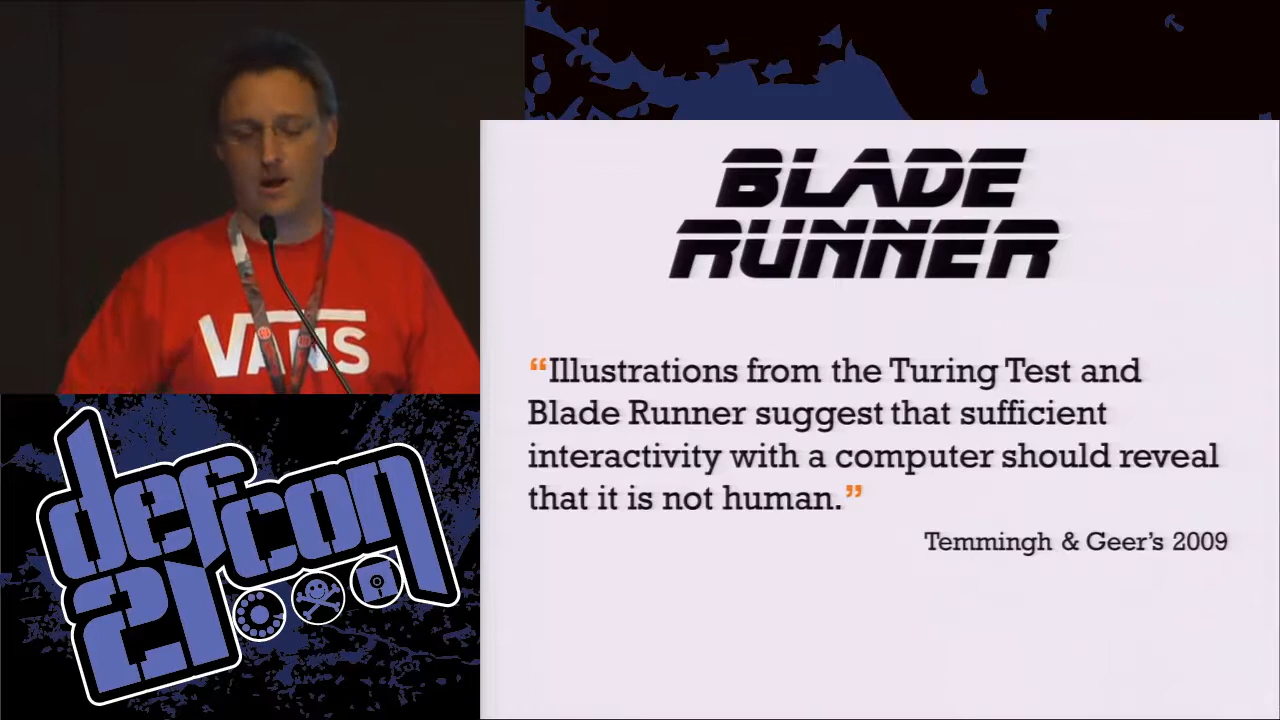 BLADE
RUNNER
VANS
“Illustrations from the Turing Test and
Blade Runner suggest that sufficient
interactivity with a computer should reveal
that it is not human.”
Temmingh & Geer’s 2009
defcon
21